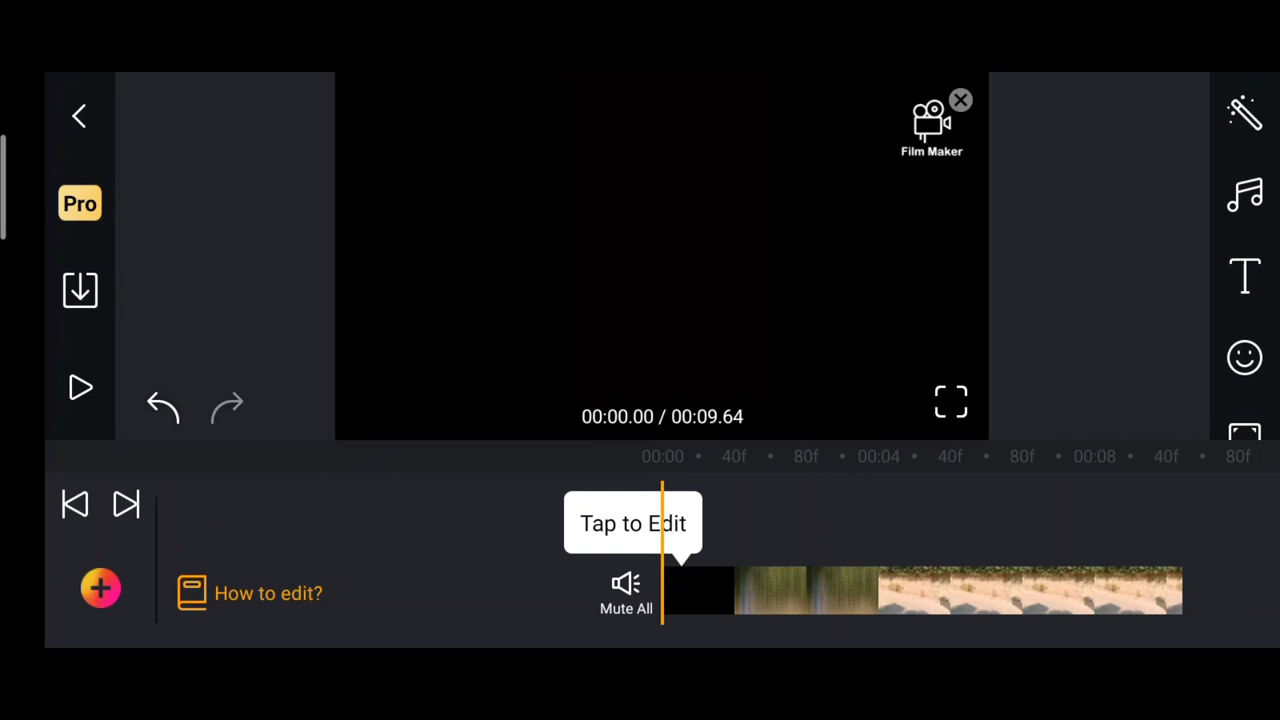 Film Maker
Pro
00:00.00 / 00:09.64
00:00 40f 80f 00:04 40f 80f 00:08 40f 80f
Tap to Edit
How to edit?
Mute All